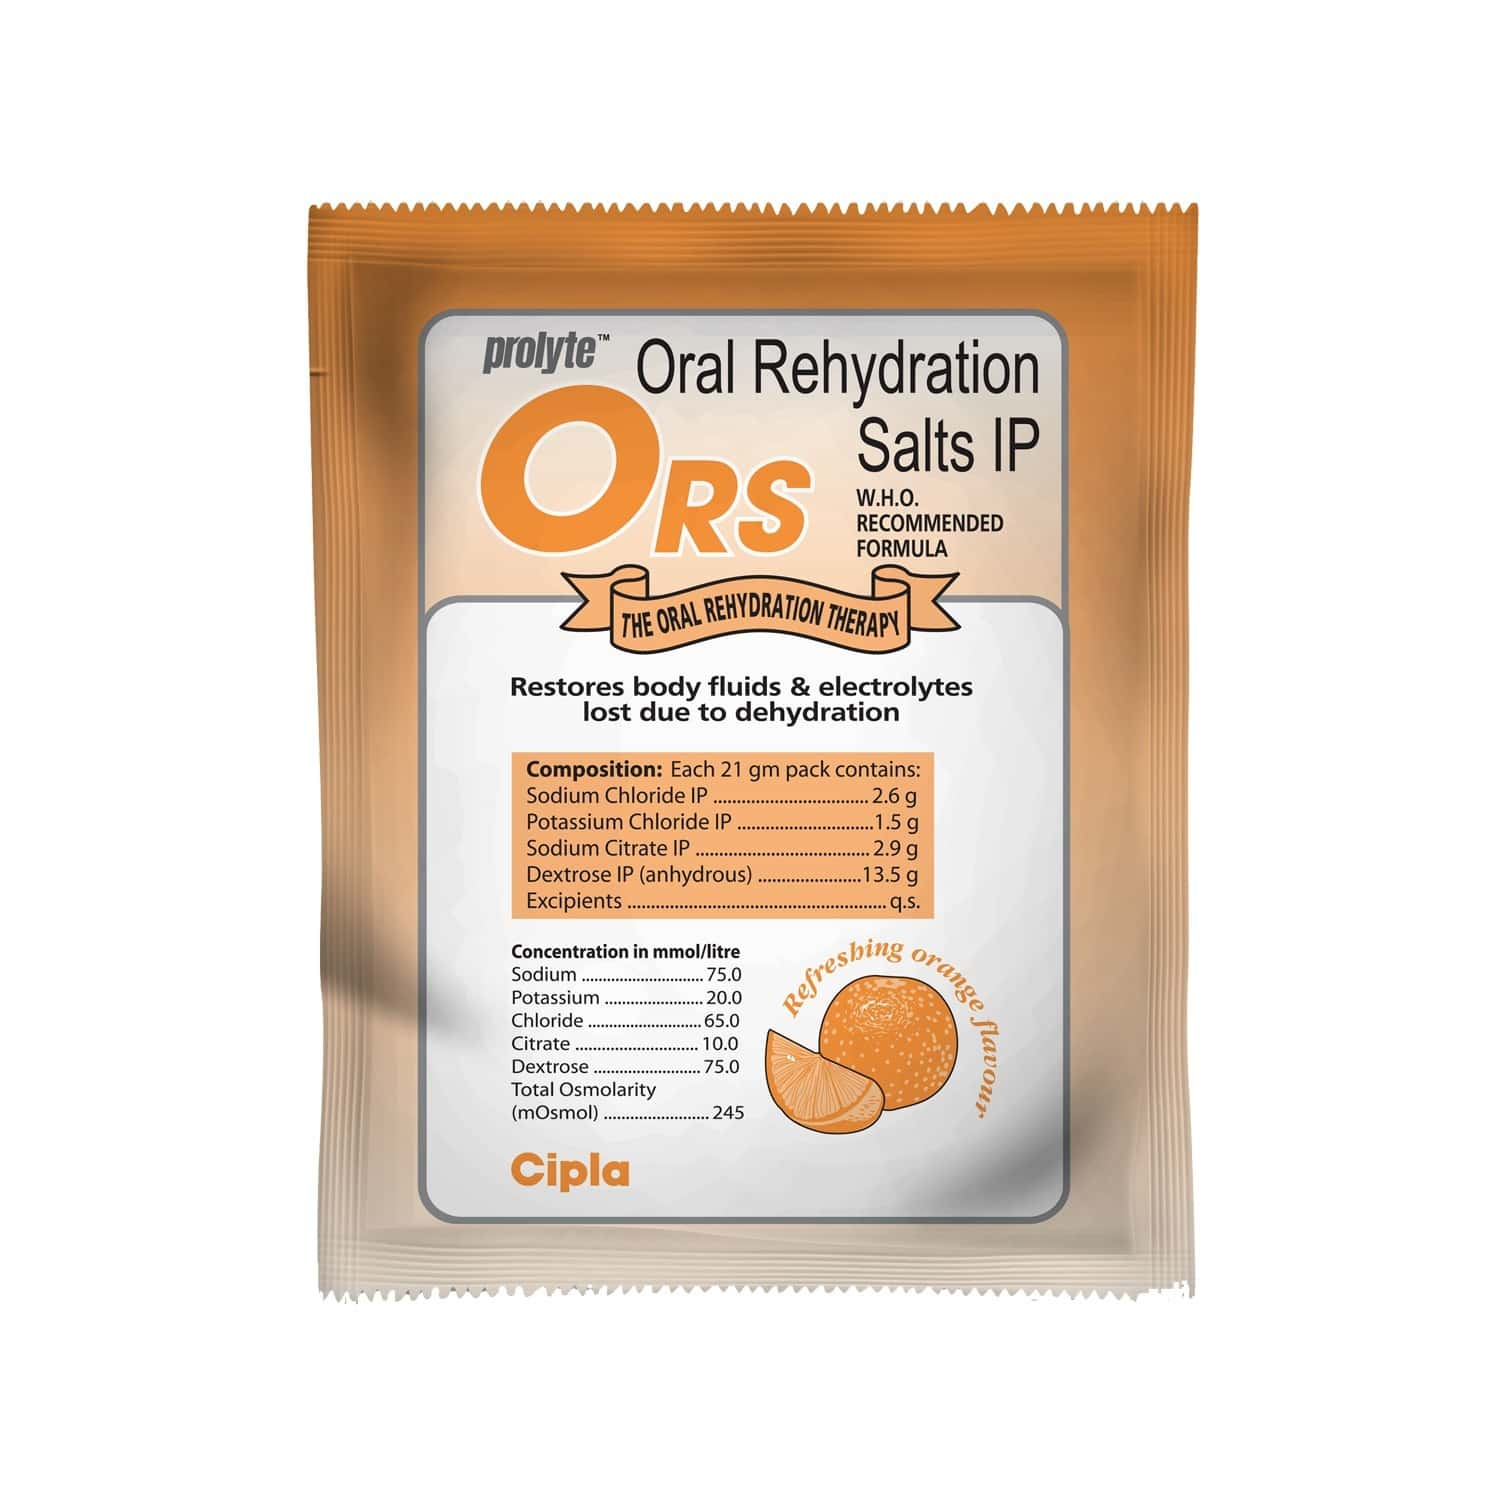 prolyte™
Oral Rehydration
Salts IP
ORS
W.H.O.
RECOMMENDED
FORMULA
THE ORAL REHYDRATION THERAPY
Restores body fluids & electrolytes
lost due to dehydration
Composition: Each 21 gm pack contains:
Sodium Chloride IP .................................. 2.6 g
Potassium Chloride IP ..............................1.5 g
Sodium Citrate IP ...................................... 2.9 g
Dextrose IP (anhydrous) .......................13.5 g
Excipients ......................................................... q.s.
Concentration in mmol/litre
Sodium .......................... 75.0
Potassium ..................... 20.0
Chloride ........................ 65.0
Citrate .......................... 10.0
Dextrose ....................... 75.0
Total Osmolarity
(mOsmol) ...................... 245
Refreshing orange flavour
Cipla